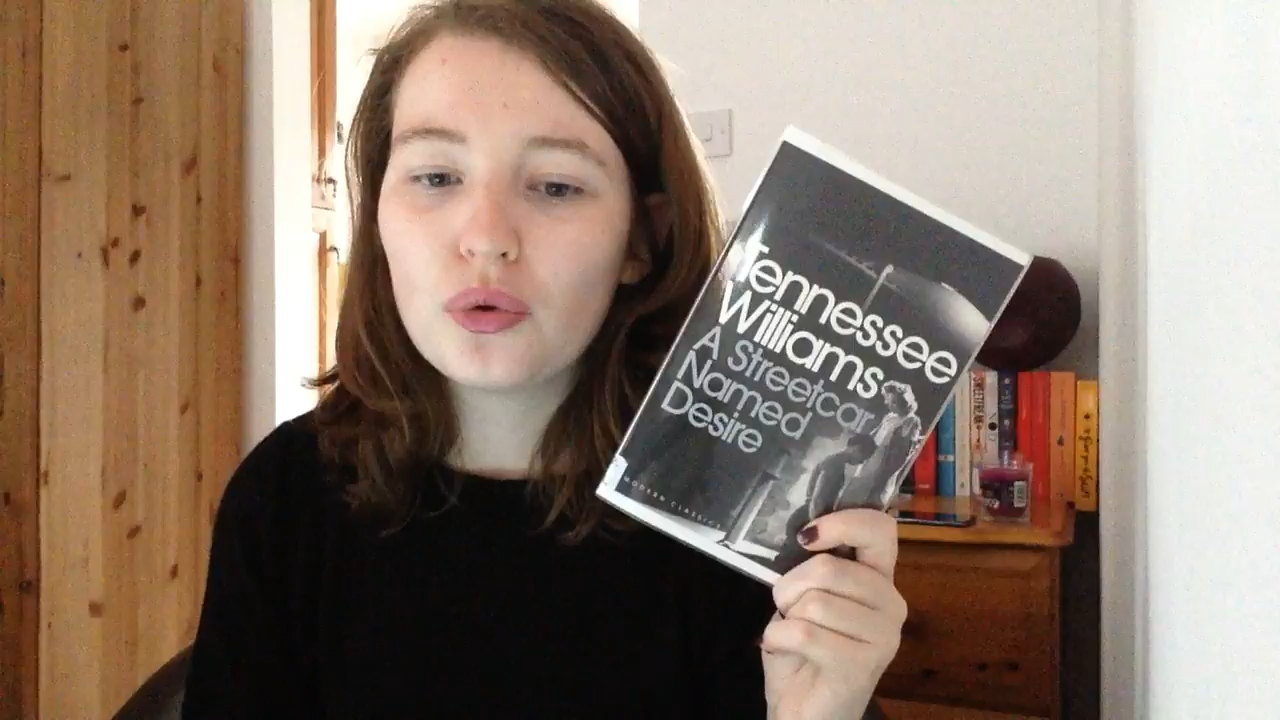 Tennessee
Williams
A Streetcar
Named
Desire
MODERN CLASSICS